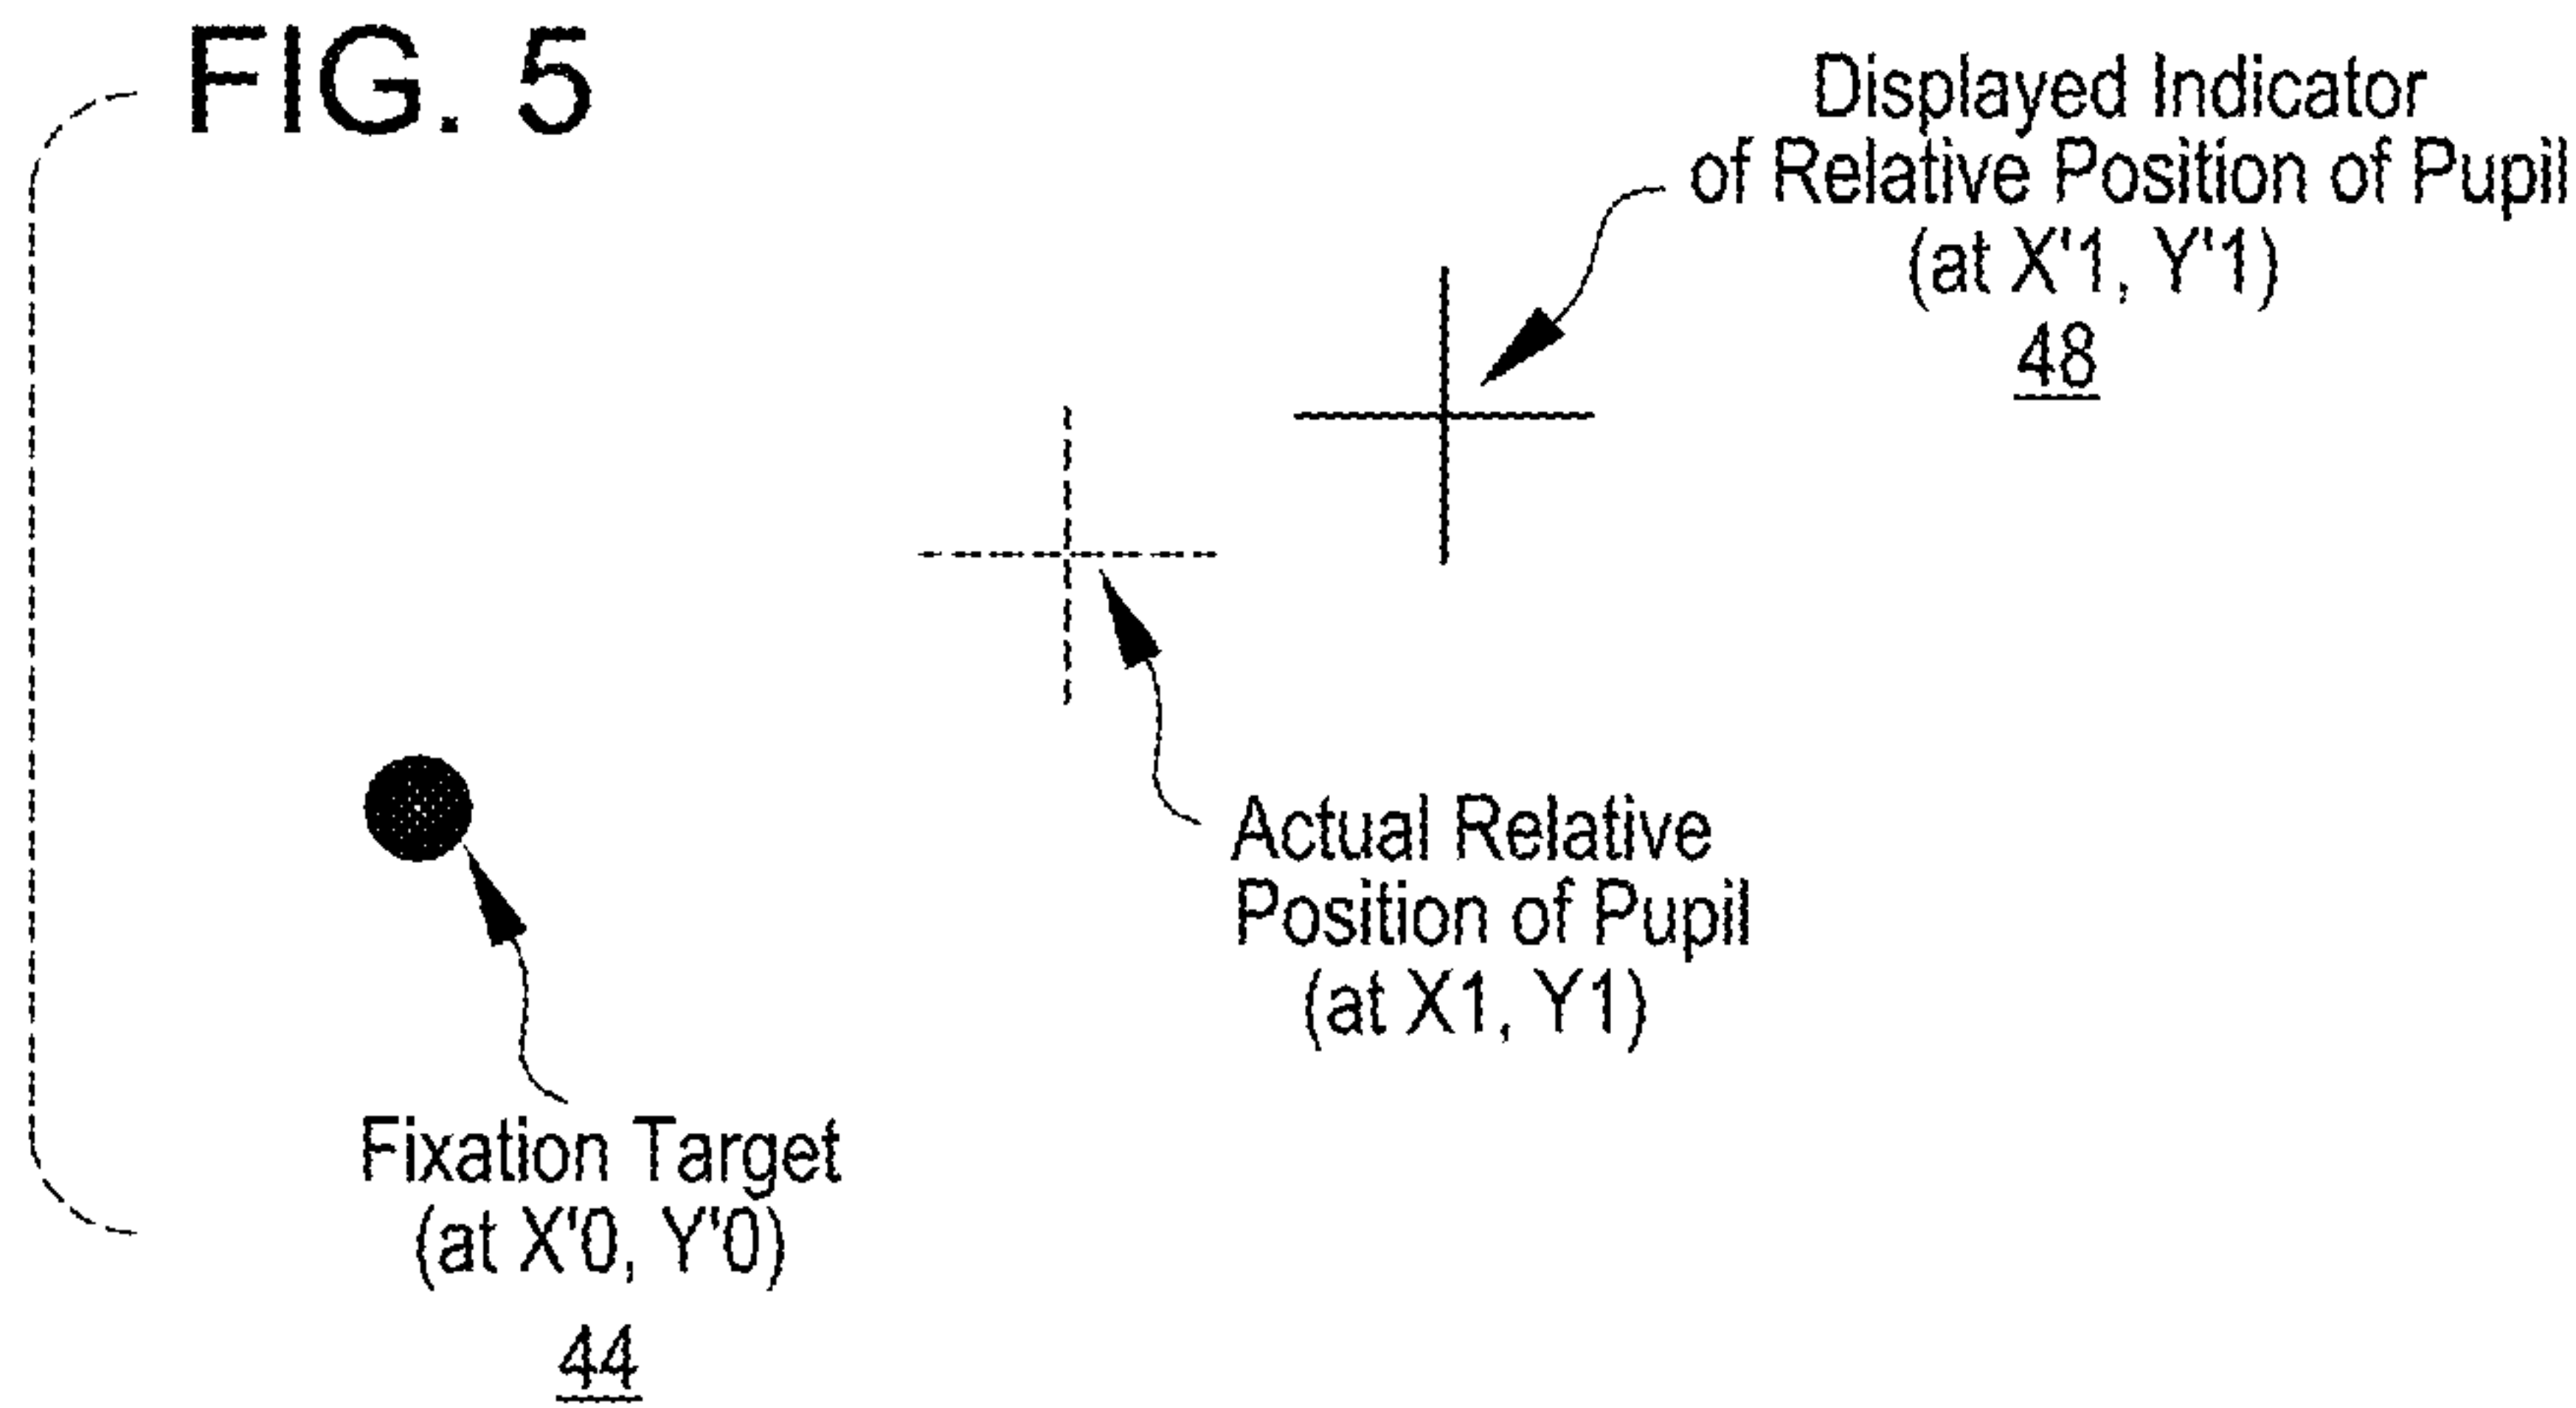 FIG. 5
Displayed Indicator
of Relative Position of Pupil
(at X'1, Y'1)
48
Actual Relative
Position of Pupil
(at X1, Y1)
Fixation Target
(at X'0, Y'0)
44